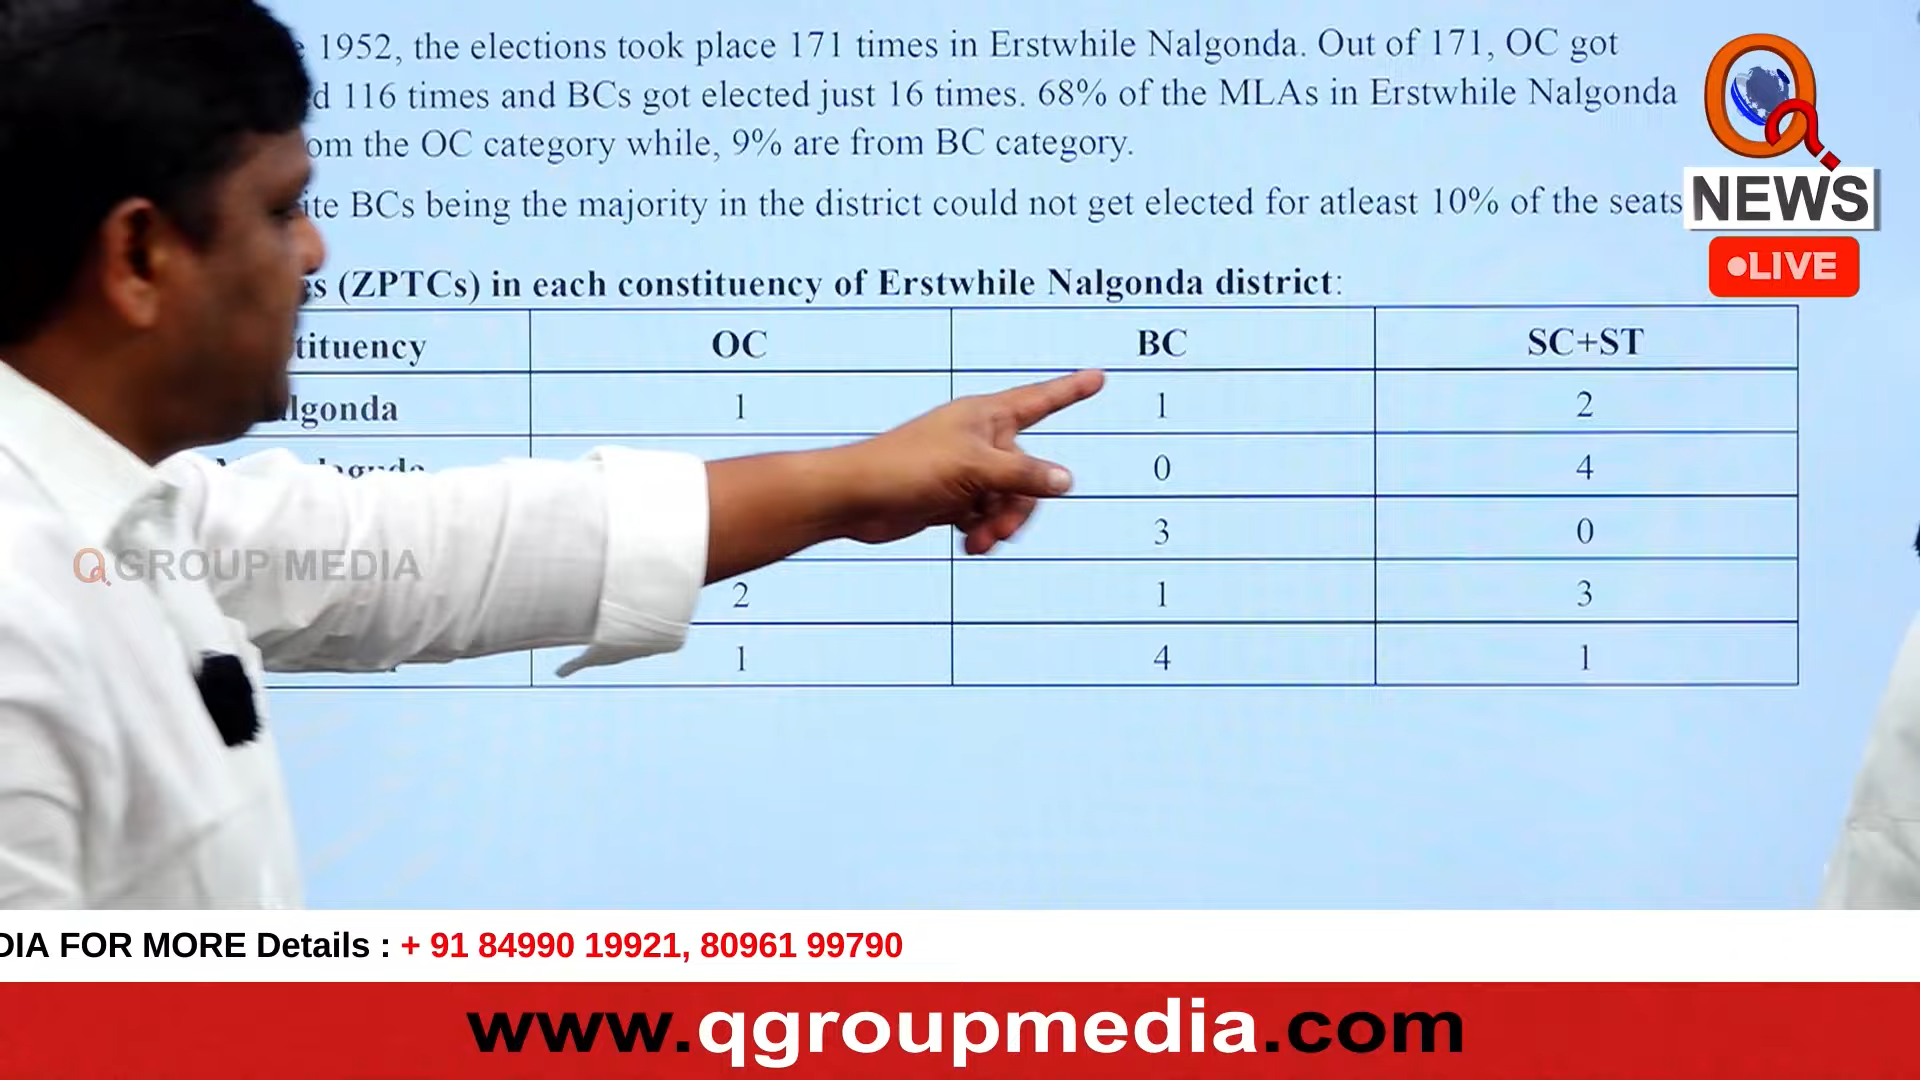 1952, the elections took place 171 times in Erstwhile Nalgonda. Out of 171, OC got
116 times and BCs got elected just 16 times. 68% of the MLAs in Erstwhile Nalgonda
om the OC category while, 9% are from BC category.
ite BCs being the majority in the district could not get elected for atleast 10% of the seats
(ZPTCs) in each constituency of Erstwhile Nalgonda district:
tituency OC BC SC+ST
lgonda 1 1 2
0 4
3 0
2 1 3
1 4 1
Q NEWS
LIVE
Q GROUP MEDIA
DIA FOR MORE Details : + 91 84990 19921, 80961 99790
www.qgroupmedia.com